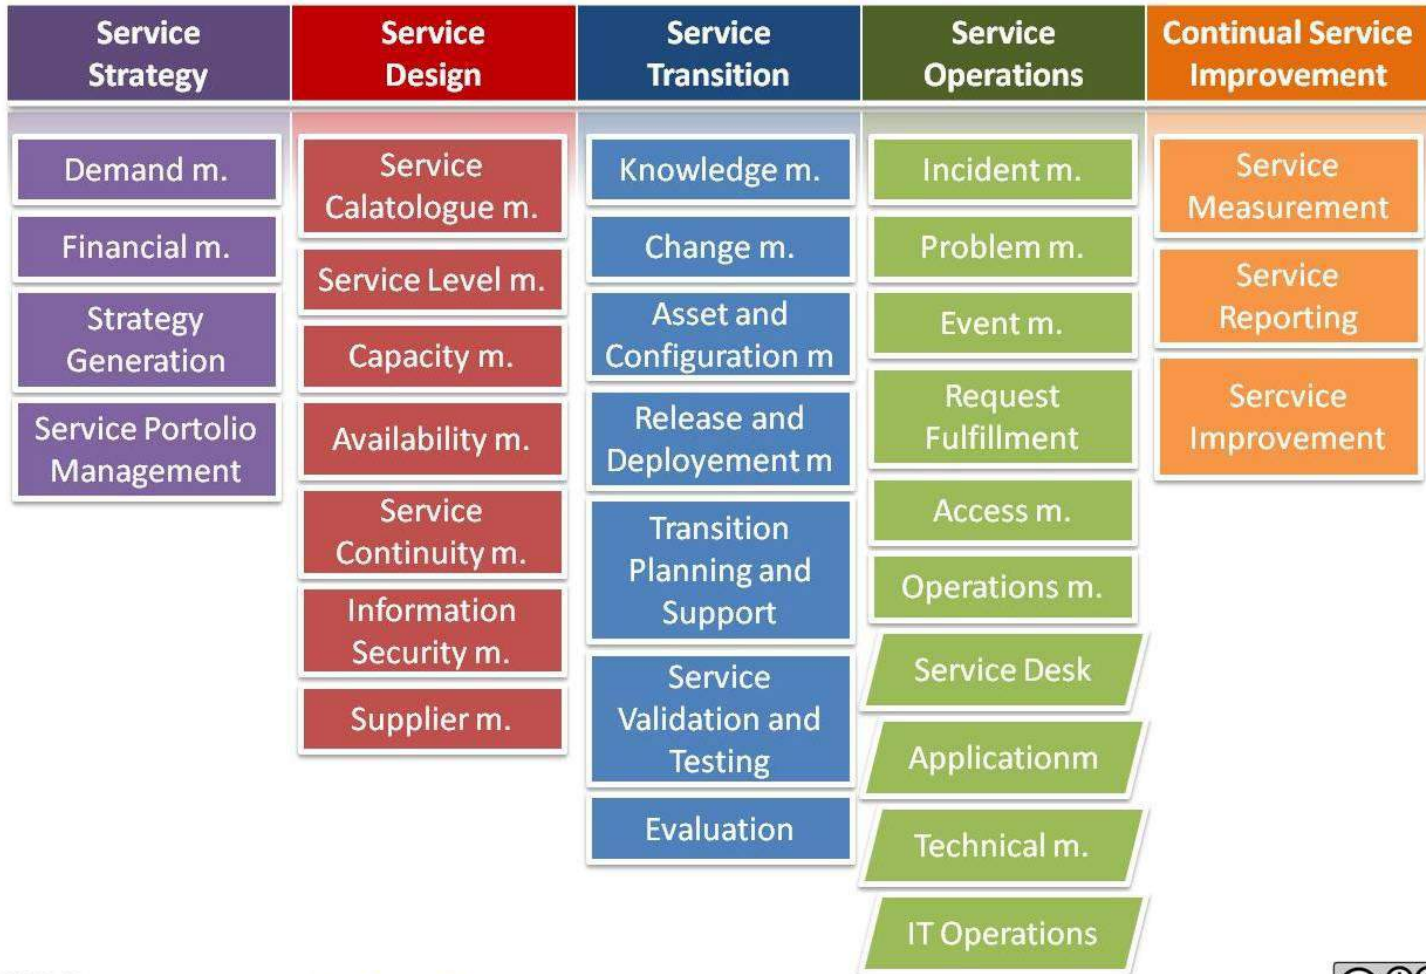 Service
Strategy
Service
Design
Service
Transition
Service
Operations
Continual Service
Improvement
Demand m.
Financial m.
Strategy
Generation
Service Portolio
Management
Service
Calatologue m.
Service Level m.
Capacity m.
Availability m.
Service
Continuity m.
Information
Security m.
Supplier m.
Knowledge m.
Change m.
Asset and
Configuration m
Release and
Deployement m
Transition
Planning and
Support
Service
Validation and
Testing
Evaluation
Incident m.
Problem m.
Event m.
Request
Fulfillment
Access m.
Operations m.
Service Desk
Applicationm
Technical m.
IT Operations
Service
Measurement
Service
Reporting
Sercvice
Improvement